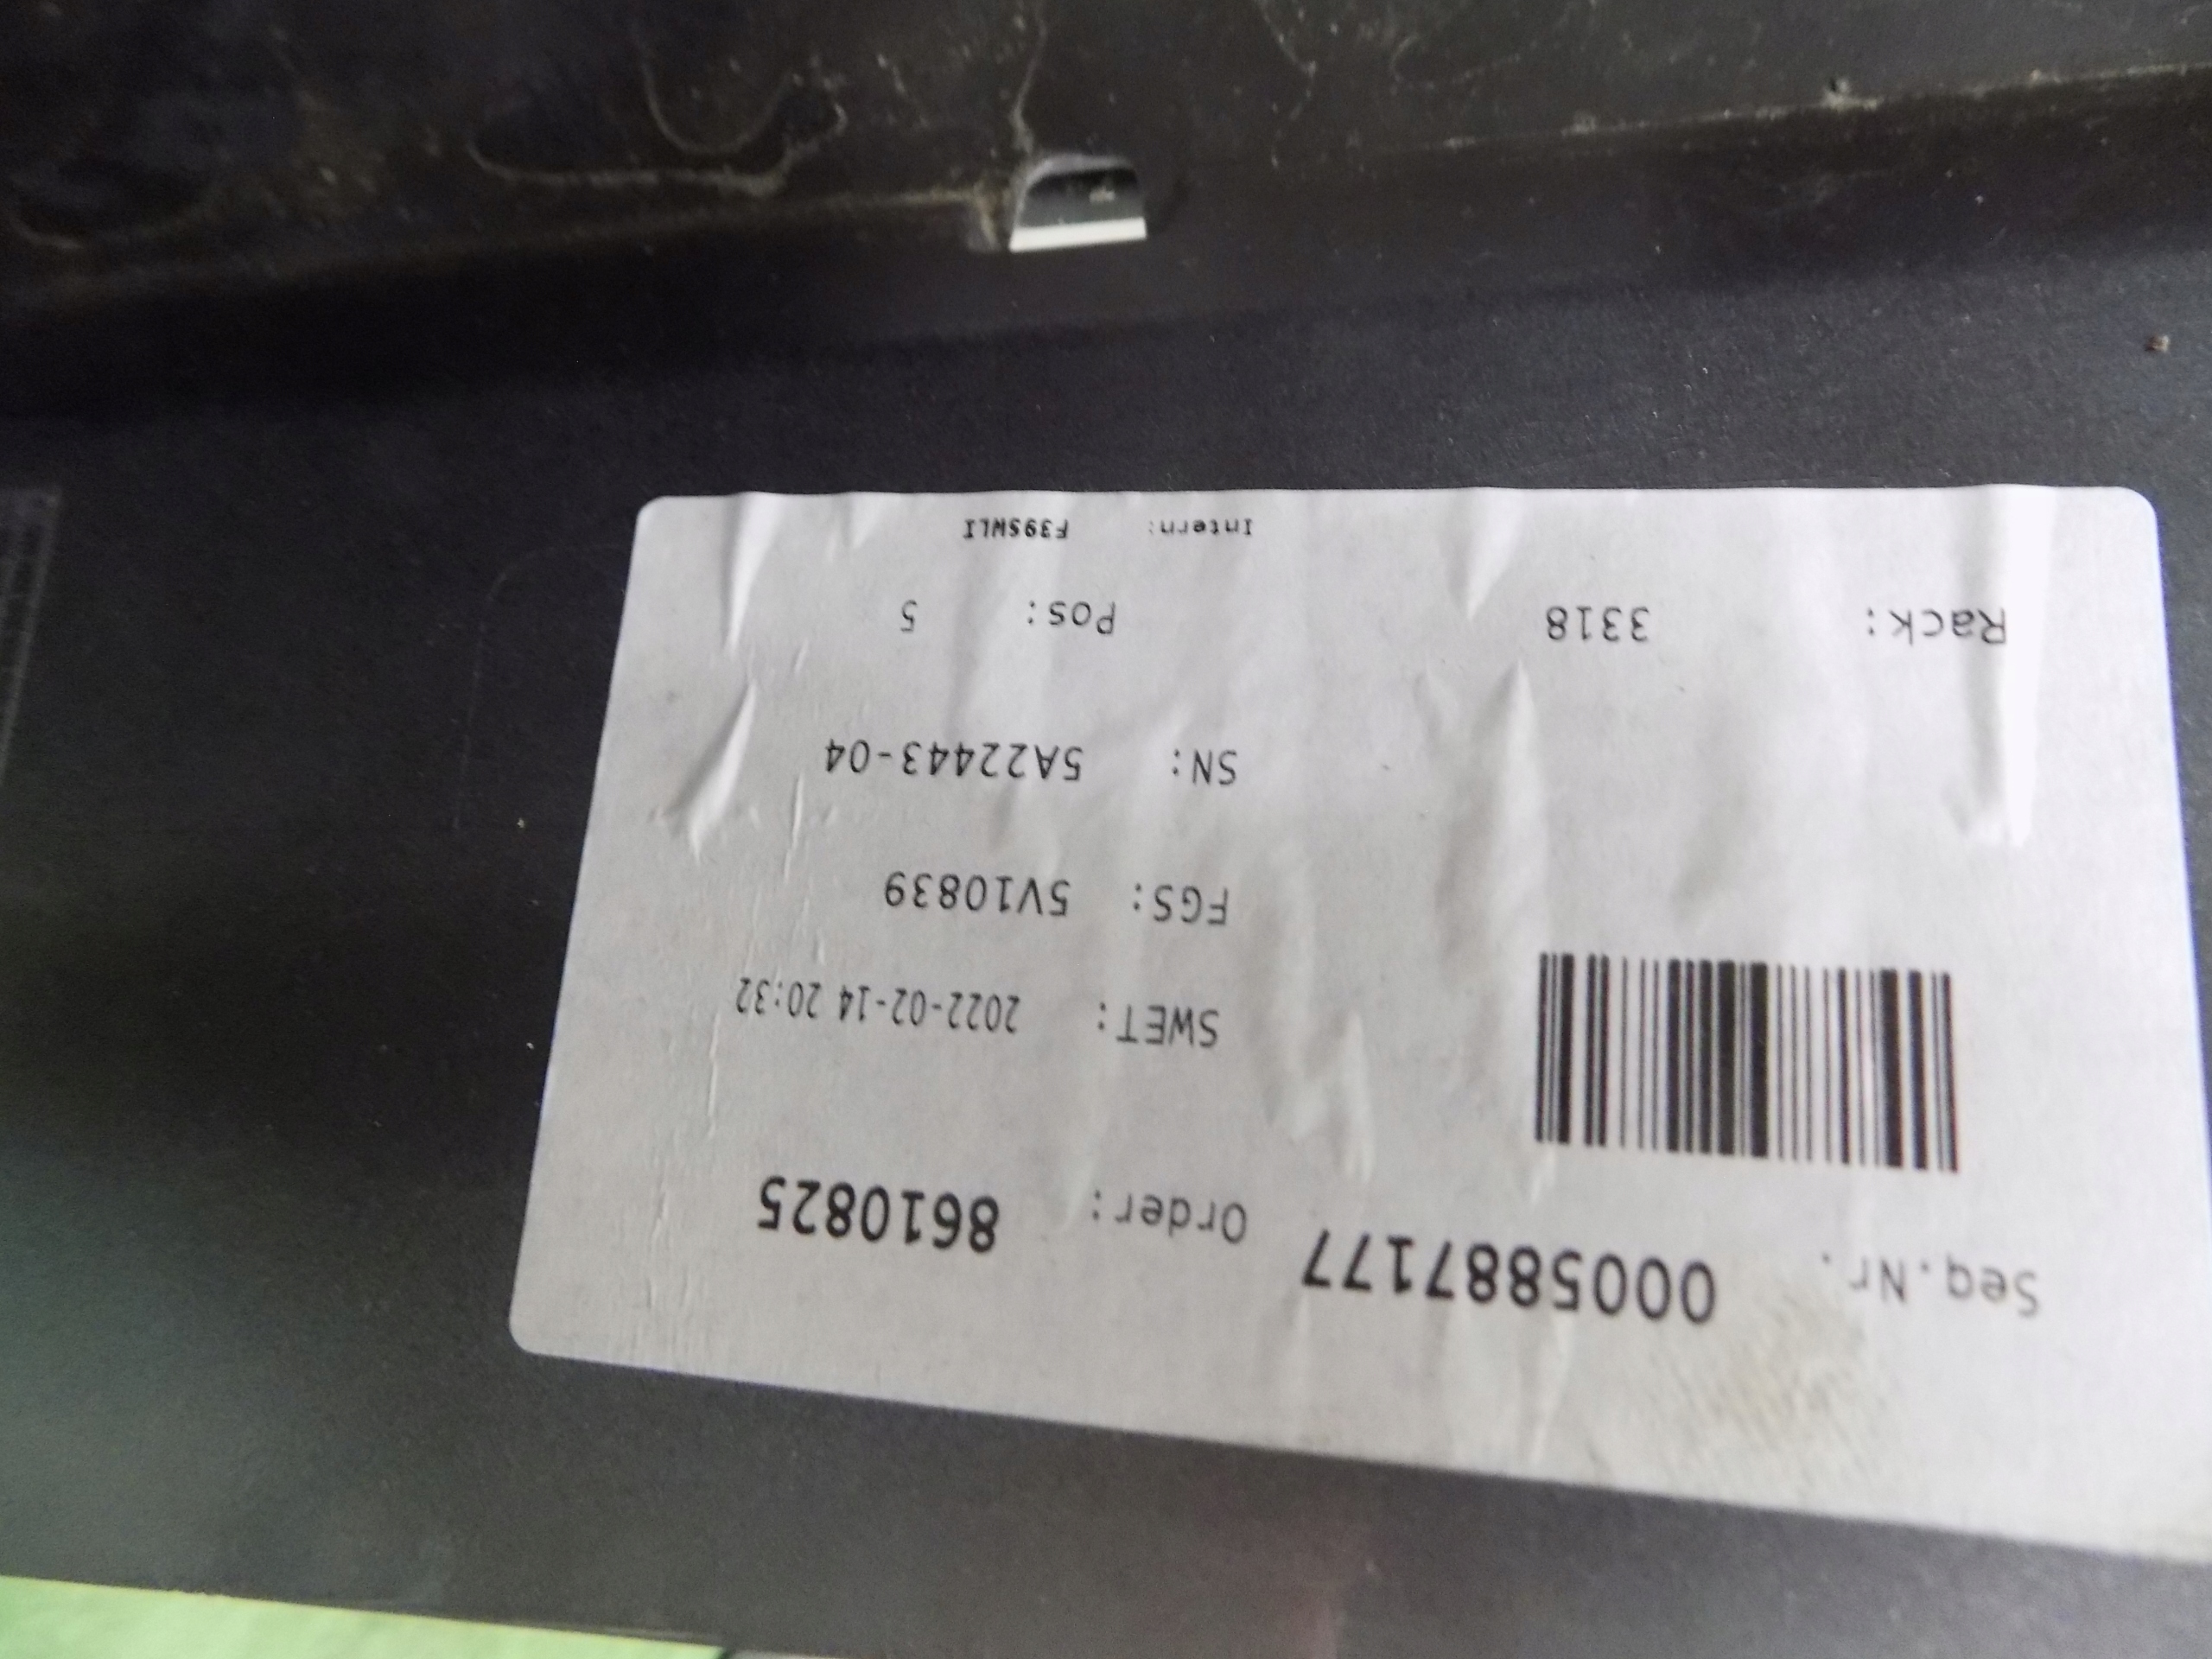 Seq.Nr. 0005887177 Order: 8610825
SWET: 2022-02-14 20:32
FGS: 5V10839
SN: 5A22443-04
Rack: 3318 Pos: 5
Intern: F39SWLI